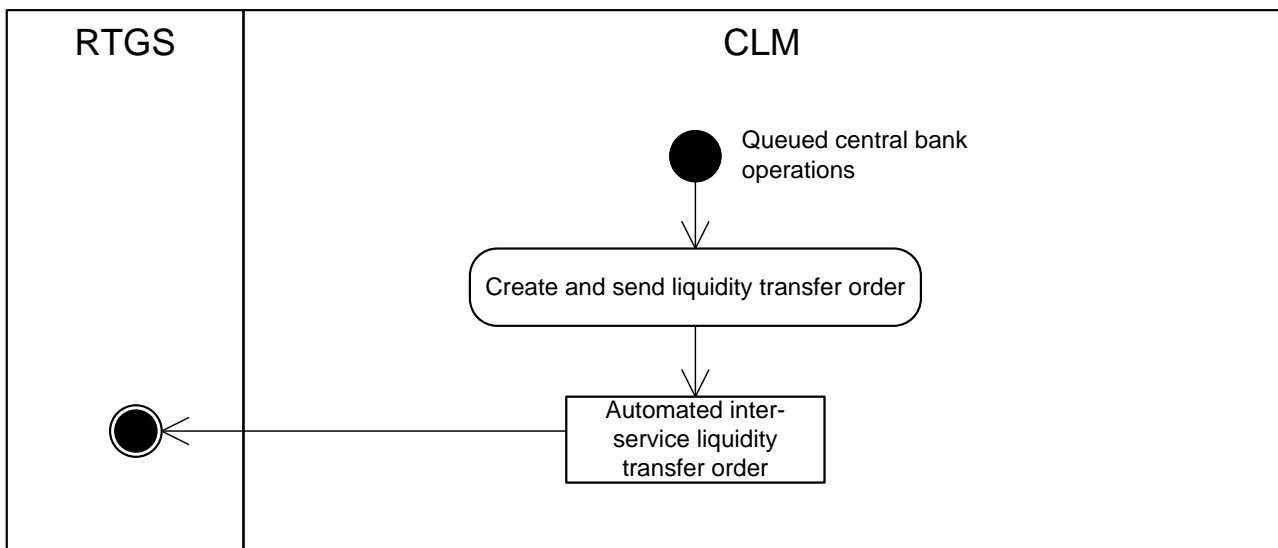 RTGS
CLM
Queued central bank
operations
Create and send liquidity transfer order
Automated inter-
service liquidity
transfer order